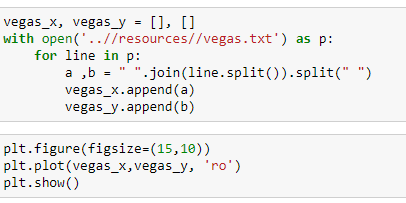 vegas_x, vegas_y = [], []
with open('..//resources//vegas.txt') as p:
    for line in p:
        a ,b = " ".join(line.split()).split(" ")
        vegas_x.append(a)
        vegas_y.append(b)
plt.figure(figsize=(15,10))
plt.plot(vegas_x,vegas_y, 'ro')
plt.show()